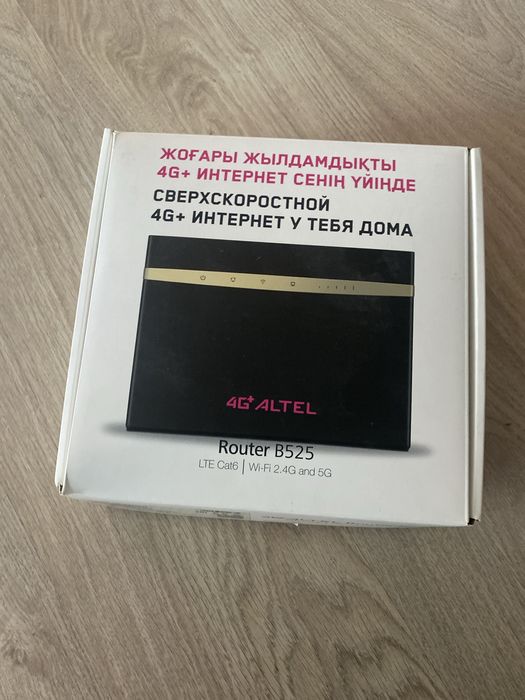 ЖОҒАРЫ ЖЫЛДАМДЫҚТЫ
4G+ ИНТЕРНЕТ СЕНІҢ ҮЙІҢДЕ
СВЕРХСКОРОСТНОЙ
4G+ ИНТЕРНЕТ У ТЕБЯ ДОМА
4G+ ALTEL
Router B525
LTE Cat6 | Wi-Fi 2.4G and 5G